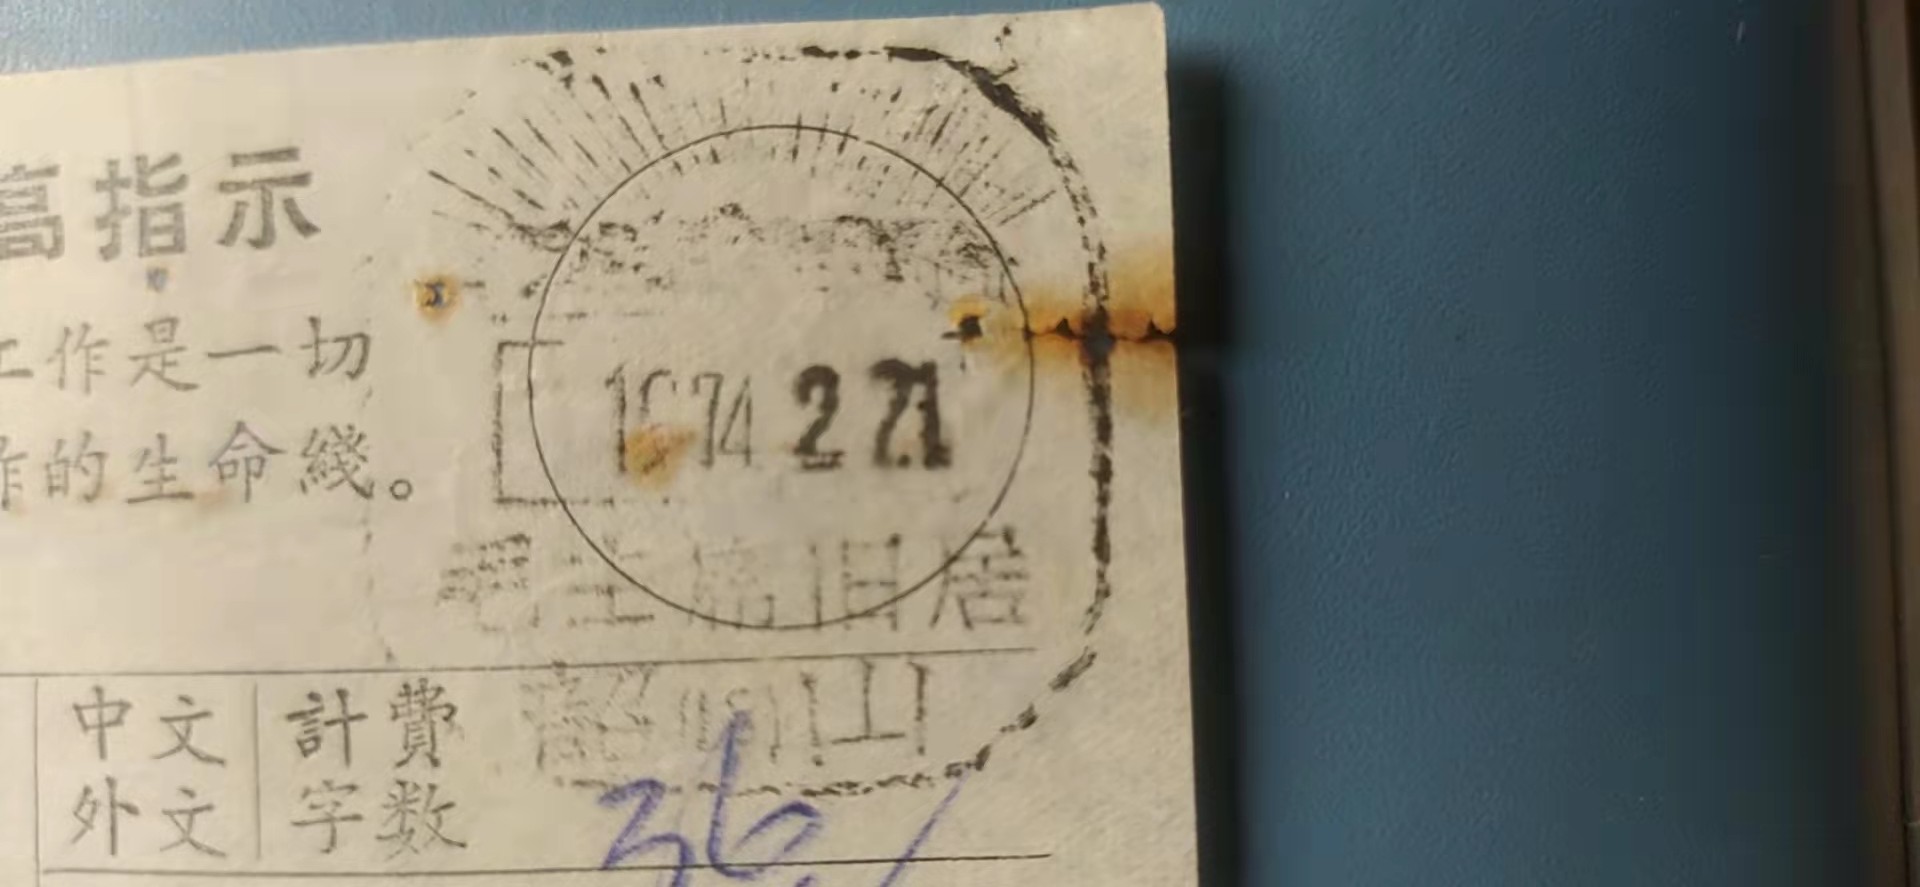 高指示
工作是一切
作的生命綫。
1974 2 21
毛主席旧居
韶山
中文 計費
外文 字数
36